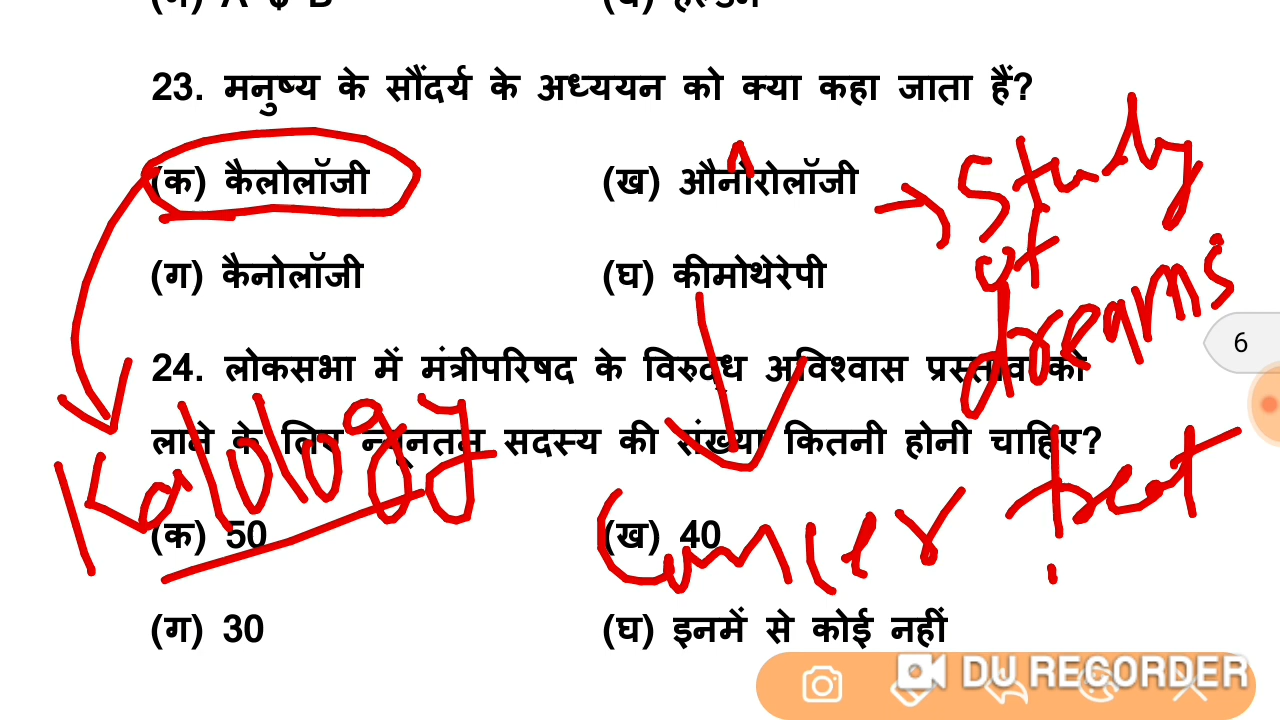 23. मनुष्य के सौंदर्य के अध्ययन को क्या कहा जाता हैं?
(क) कैलोलॉजी (ख) औनोरोलॉजी
→ Study of dreams
(ग) कैनोलॉजी (घ) कीमोथेरेपी
6
24. लोकसभा में मंत्रीपरिषद के विरुद्ध अविश्वास प्रस्ताव को
लाने के लिए न्यूनतम सदस्य की संख्या कितनी होनी चाहिए?
Kalology
Cancer treat
(क) 50 (ख) 40
(ग) 30 (घ) इनमें से कोई नहीं
DU RECORDER